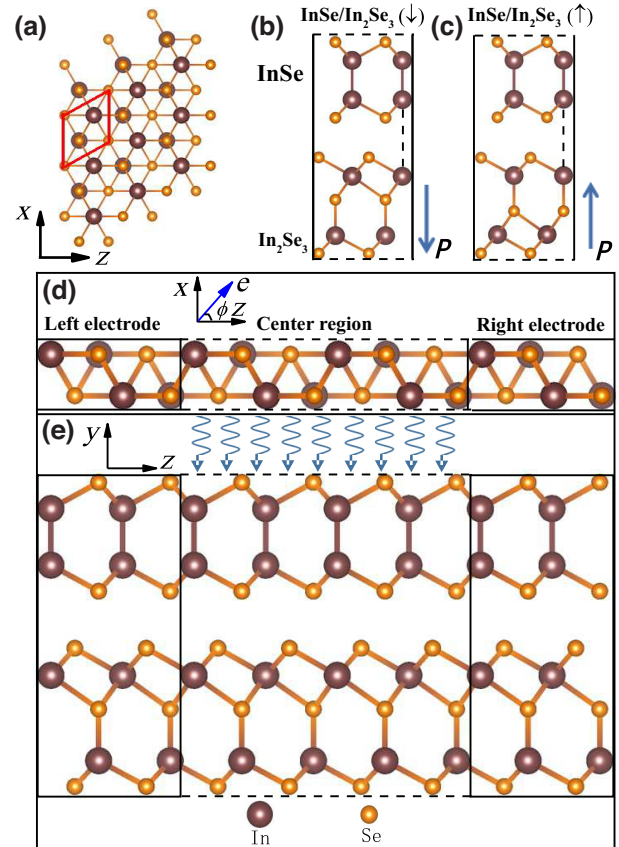 (a)
x
z
(b)
InSe/In₂Se₃ (↓)
(c)
InSe/In₂Se₃ (↑)
InSe
In₂Se₃
P
P
(d)
x
e
ϕ
z
Left electrode
Center region
Right electrode
(e)
y
z
In
Se